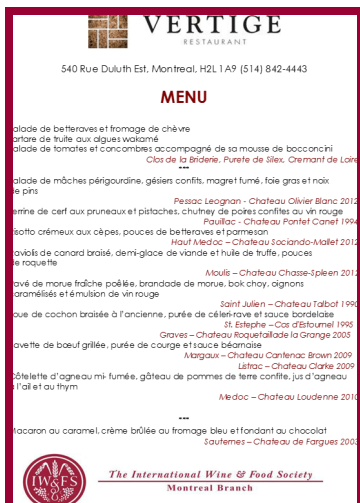 VERTIGE
RESTAURANT
540 Rue Duluth Est, Montreal, H2L 1A9 (514) 842-4443
MENU
alade de betteraves et fromage de chèvre
artare de truite aux algues wakamé
alade de tomates et concombres accompagné de sa mousse de bocconcini
Clos de la Briderie, Purete de Silex, Cremant de Loire
---
alade de mâches périgourdine, gésiers confits, magret fumé, foie gras et noix
de pins
Pessac Leognan - Chateau Olivier Blanc 2012
errine de cerf aux pruneaux et pistaches, chutney de poires confites au vin rouge
Pauillac - Chateau Pontet Canet 1994
isotto crémeux aux cèpes, pouces de betteraves et parmesan
Haut Medoc – Chateau Sociando-Mallet 2012
aviolis de canard braisé, demi-glace de viande et huile de truffe, pouces
de roquette
Moulis – Chateau Chasse-Spleen 2012
avé de morue fraîche poêlée, brandade de morue, bok choy, oignons
caramélisés et émulsion de vin rouge
Saint Julien – Chateau Talbot 1990
oue de cochon braisée à l'ancienne, purée de céleri-rave et sauce bordelaise
St. Estephe – Cos d'Estournel 1995
Graves – Chateau Roquetaillade la Grange 2005
avette de bœuf grillée, purée de courge et sauce béarnaise
Margaux – Chateau Cantenac Brown 2009
Listrac – Chateau Clarke 2009
Côtelette d'agneau mi- fumée, gâteau de pommes de terre confite, jus d'agneau
à l'ail et au thym
Medoc – Chateau Loudenne 2010
---
Macaron au caramel, crème brûlée au fromage bleu et fondant au chocolat
Sauternes – Chateau de Fargues 2003
IWFS
The International Wine & Food Society
Montreal Branch